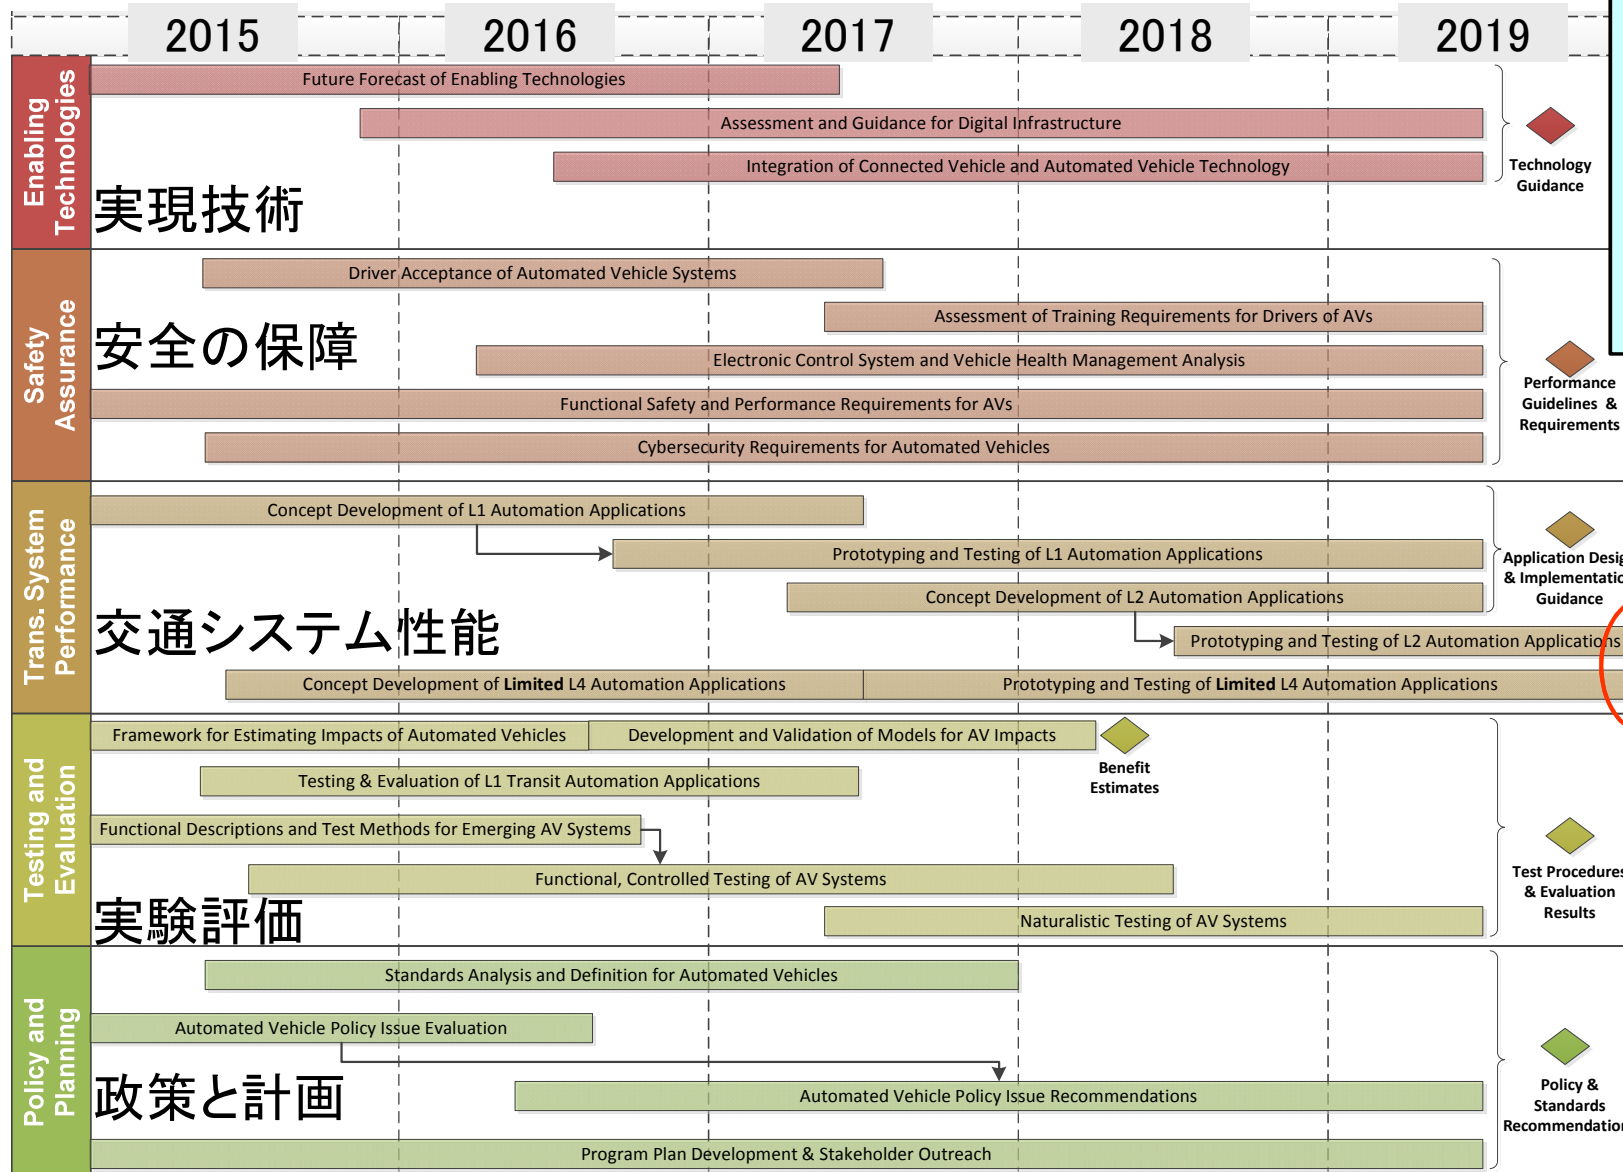 2015 2016 2017 2018 2019
Enabling
Technologies
実現技術
Future Forecast of Enabling Technologies
Assessment and Guidance for Digital Infrastructure
Integration of Connected Vehicle and Automated Vehicle Technology
Technology
Guidance
Safety
Assurance
安全の保障
Driver Acceptance of Automated Vehicle Systems
Assessment of Training Requirements for Drivers of AVs
Electronic Control System and Vehicle Health Management Analysis
Functional Safety and Performance Requirements for AVs
Cybersecurity Requirements for Automated Vehicles
Performance
Guidelines &
Requirements
Trans. System
Performance
交通システム性能
Concept Development of L1 Automation Applications
Prototyping and Testing of L1 Automation Applications
Concept Development of L2 Automation Applications
Prototyping and Testing of L2 Automation Applications
Concept Development of Limited L4 Automation Applications
Prototyping and Testing of Limited L4 Automation Applications
Application Desig
& Implementatio
Guidance
Testing and
Evaluation
実験評価
Framework for Estimating Impacts of Automated Vehicles
Development and Validation of Models for AV Impacts
Benefit
Estimates
Testing & Evaluation of L1 Transit Automation Applications
Functional Descriptions and Test Methods for Emerging AV Systems
Functional, Controlled Testing of AV Systems
Naturalistic Testing of AV Systems
Test Procedures
& Evaluation
Results
Policy and
Planning
政策と計画
Standards Analysis and Definition for Automated Vehicles
Automated Vehicle Policy Issue Evaluation
Automated Vehicle Policy Issue Recommendations
Program Plan Development & Stakeholder Outreach
Policy &
Standards
Recommendation